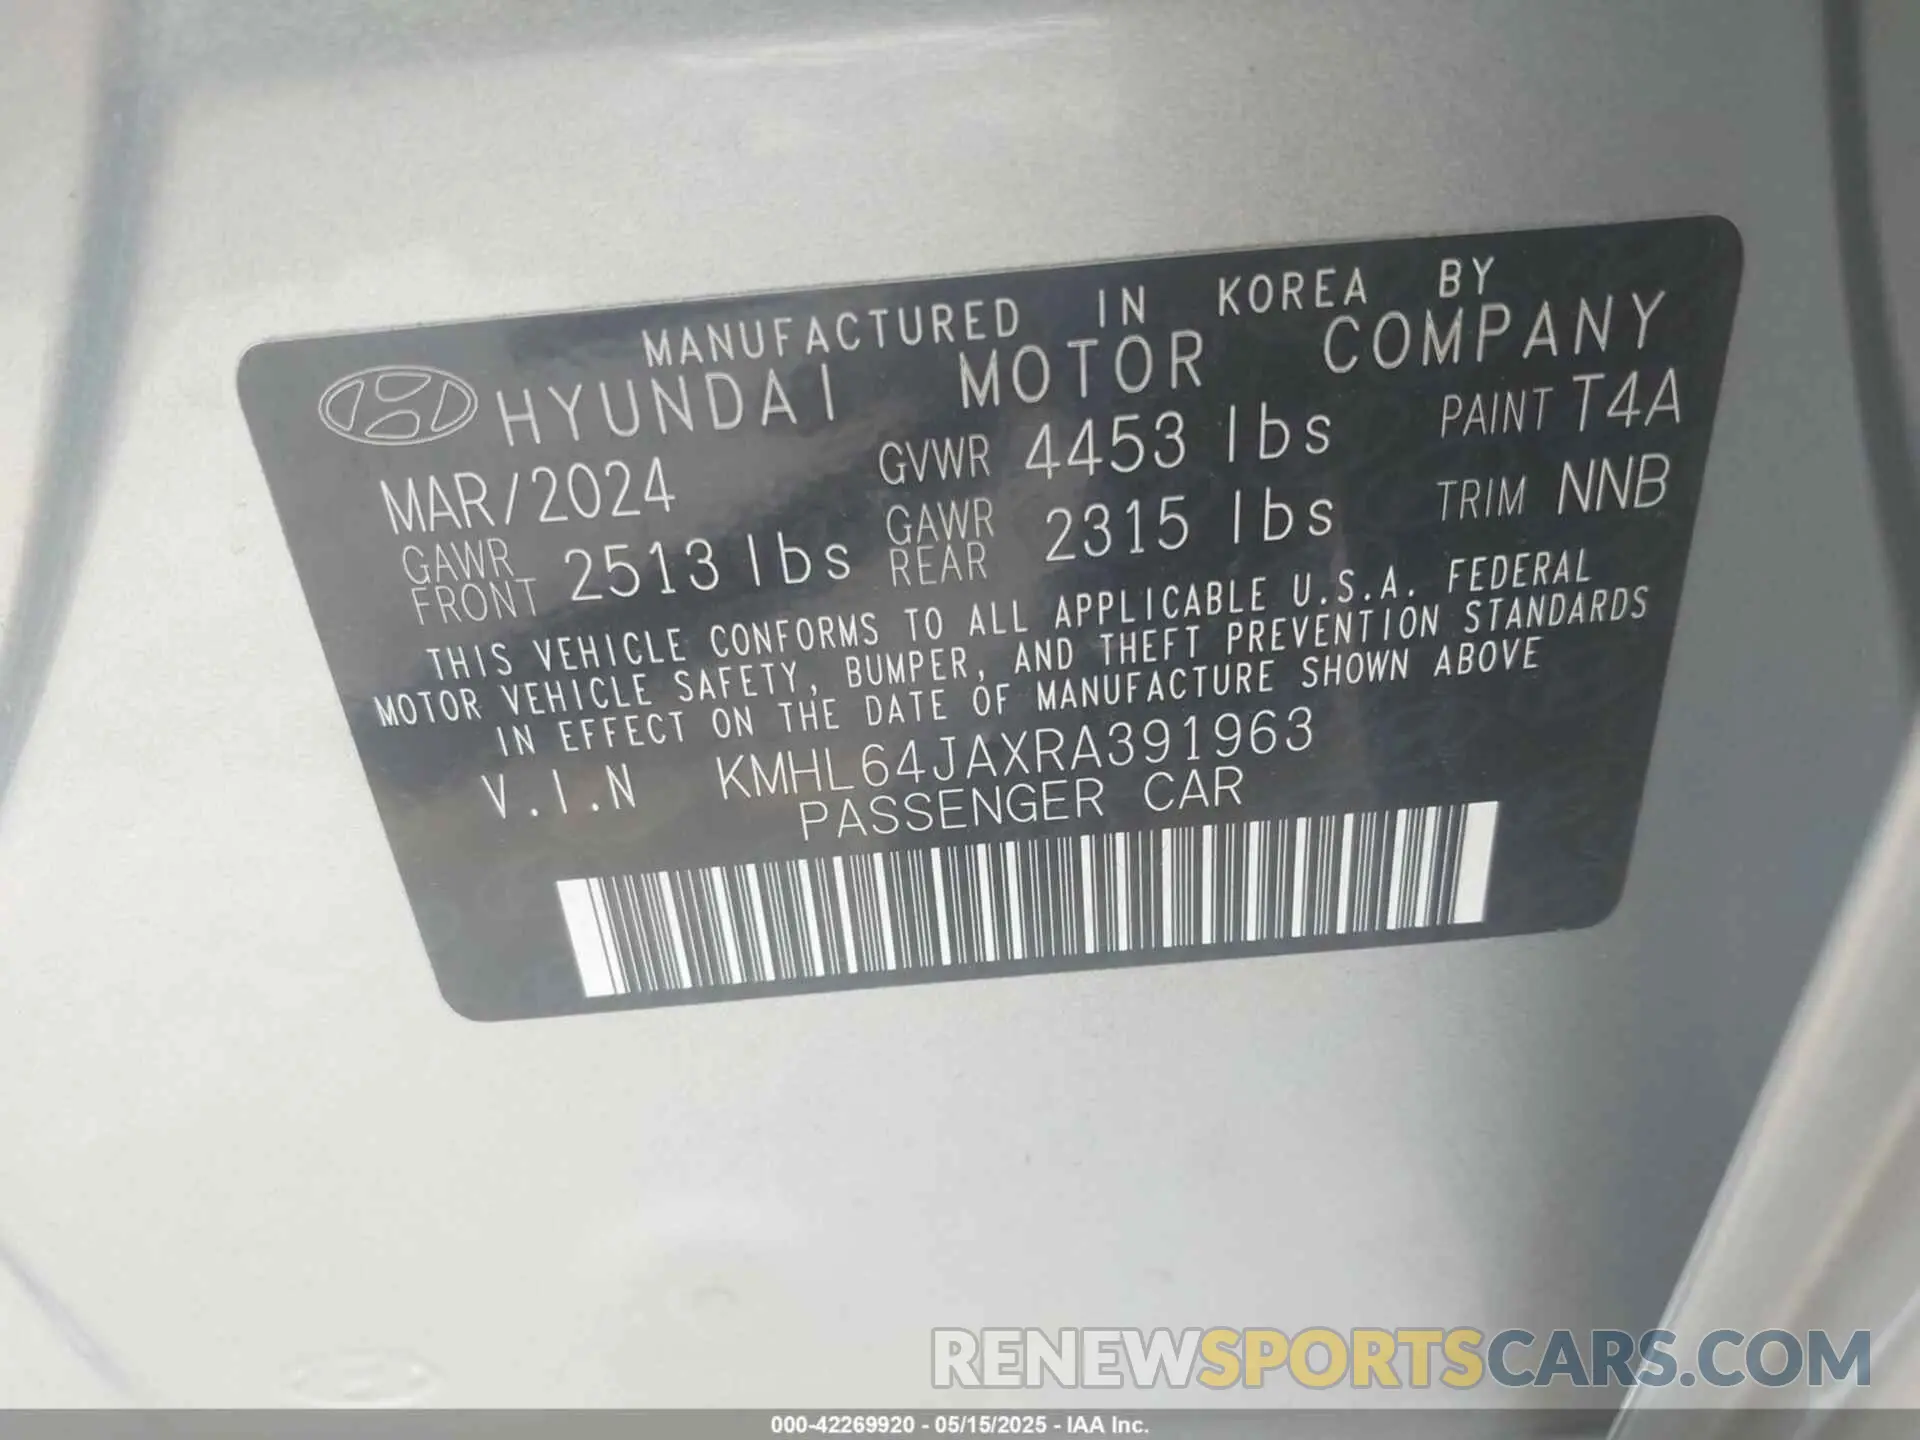 MANUFACTURED IN KOREA BY
HYUNDAI MOTOR COMPANY
MAR/2024 GVWR 4453 lbs PAINT T4A
GAWR FRONT 2513 lbs GAWR REAR 2315 lbs TRIM NNB
THIS VEHICLE CONFORMS TO ALL APPLICABLE U.S.A. FEDERAL
MOTOR VEHICLE SAFETY, BUMPER, AND THEFT PREVENTION STANDARDS
IN EFFECT ON THE DATE OF MANUFACTURE SHOWN ABOVE
V.I.N KMHL64JAXRA391963
PASSENGER CAR
RENEWSPORTSCARS.COM
000-42269920 - 05/15/2025 - IAA Inc.